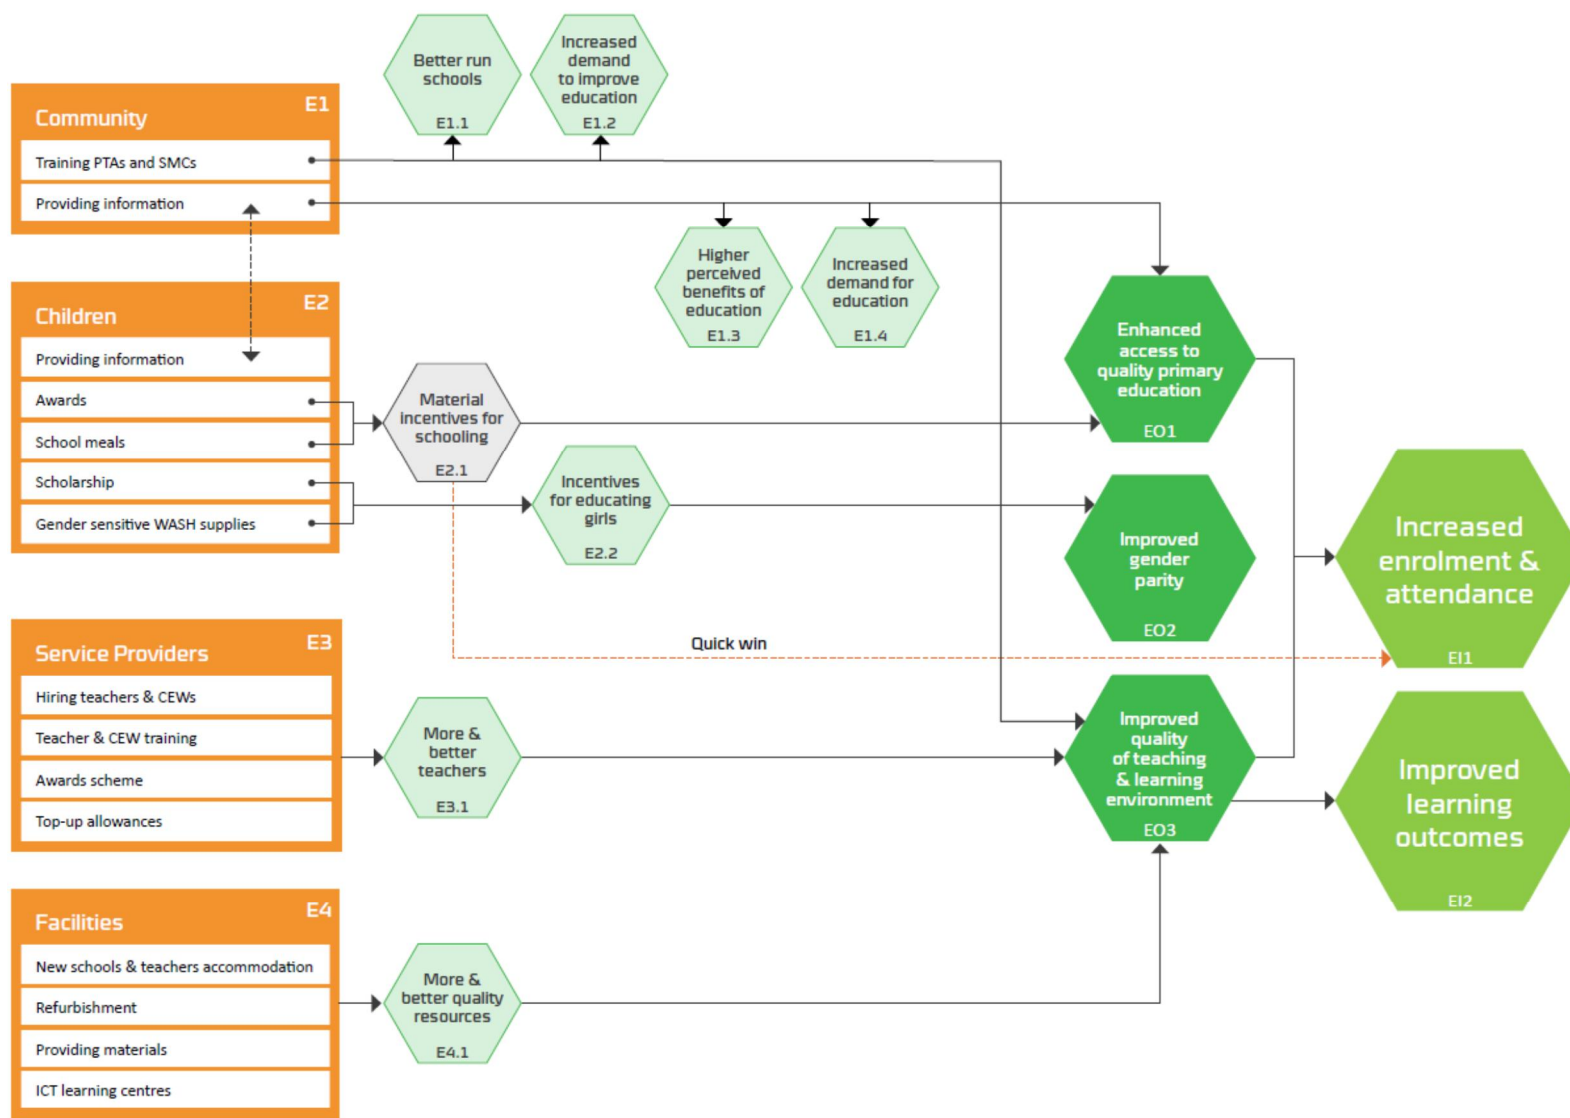 Better run
schools
E1.1
Increased
demand
to improve
education
E1.2
E1
Community
Training PTAs and SMCs
Providing information
Higher
perceived
benefits of
education
E1.3
Increased
demand for
education
E1.4
E2
Children
Providing information
Awards
School meals
Scholarship
Gender sensitive WASH supplies
Material
incentives for
schooling
E2.1
Incentives
for educating
girls
E2.2
Enhanced
access to
quality primary
education
EO1
Improved
gender
parity
EO2
Increased
enrolment &
attendance
EI1
Quick win
E3
Service Providers
Hiring teachers & CEWs
Teacher & CEW training
Awards scheme
Top-up allowances
More &
better
teachers
E3.1
Improved
quality
of teaching
& learning
environment
EO3
Improved
learning
outcomes
EI2
E4
Facilities
New schools & teachers accommodation
Refurbishment
Providing materials
ICT learning centres
More &
better quality
resources
E4.1